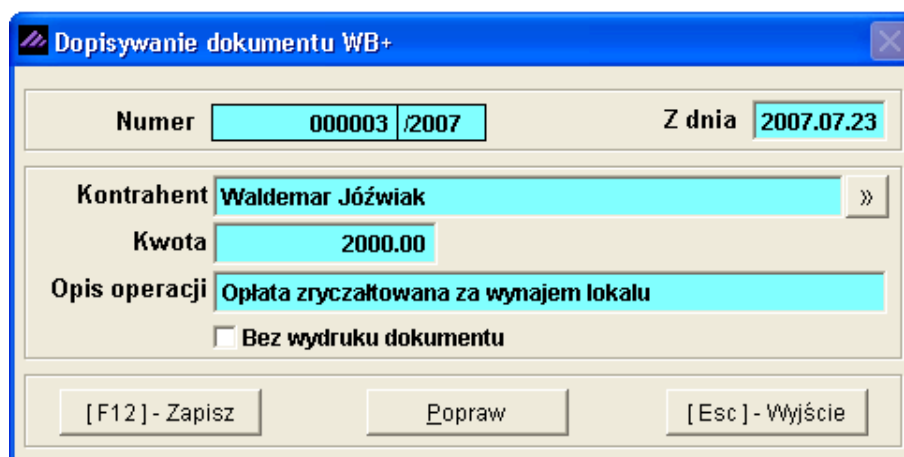 Dopisywanie dokumentu WB+
Numer 000003 /2007 Z dnia 2007.07.23
Kontrahent Waldemar Jóźwiak »
Kwota 2000.00
Opis operacji Opłata zryczałtowana za wynajem lokalu
Bez wydruku dokumentu
[F12] - Zapisz Popraw [Esc] - Wyjście